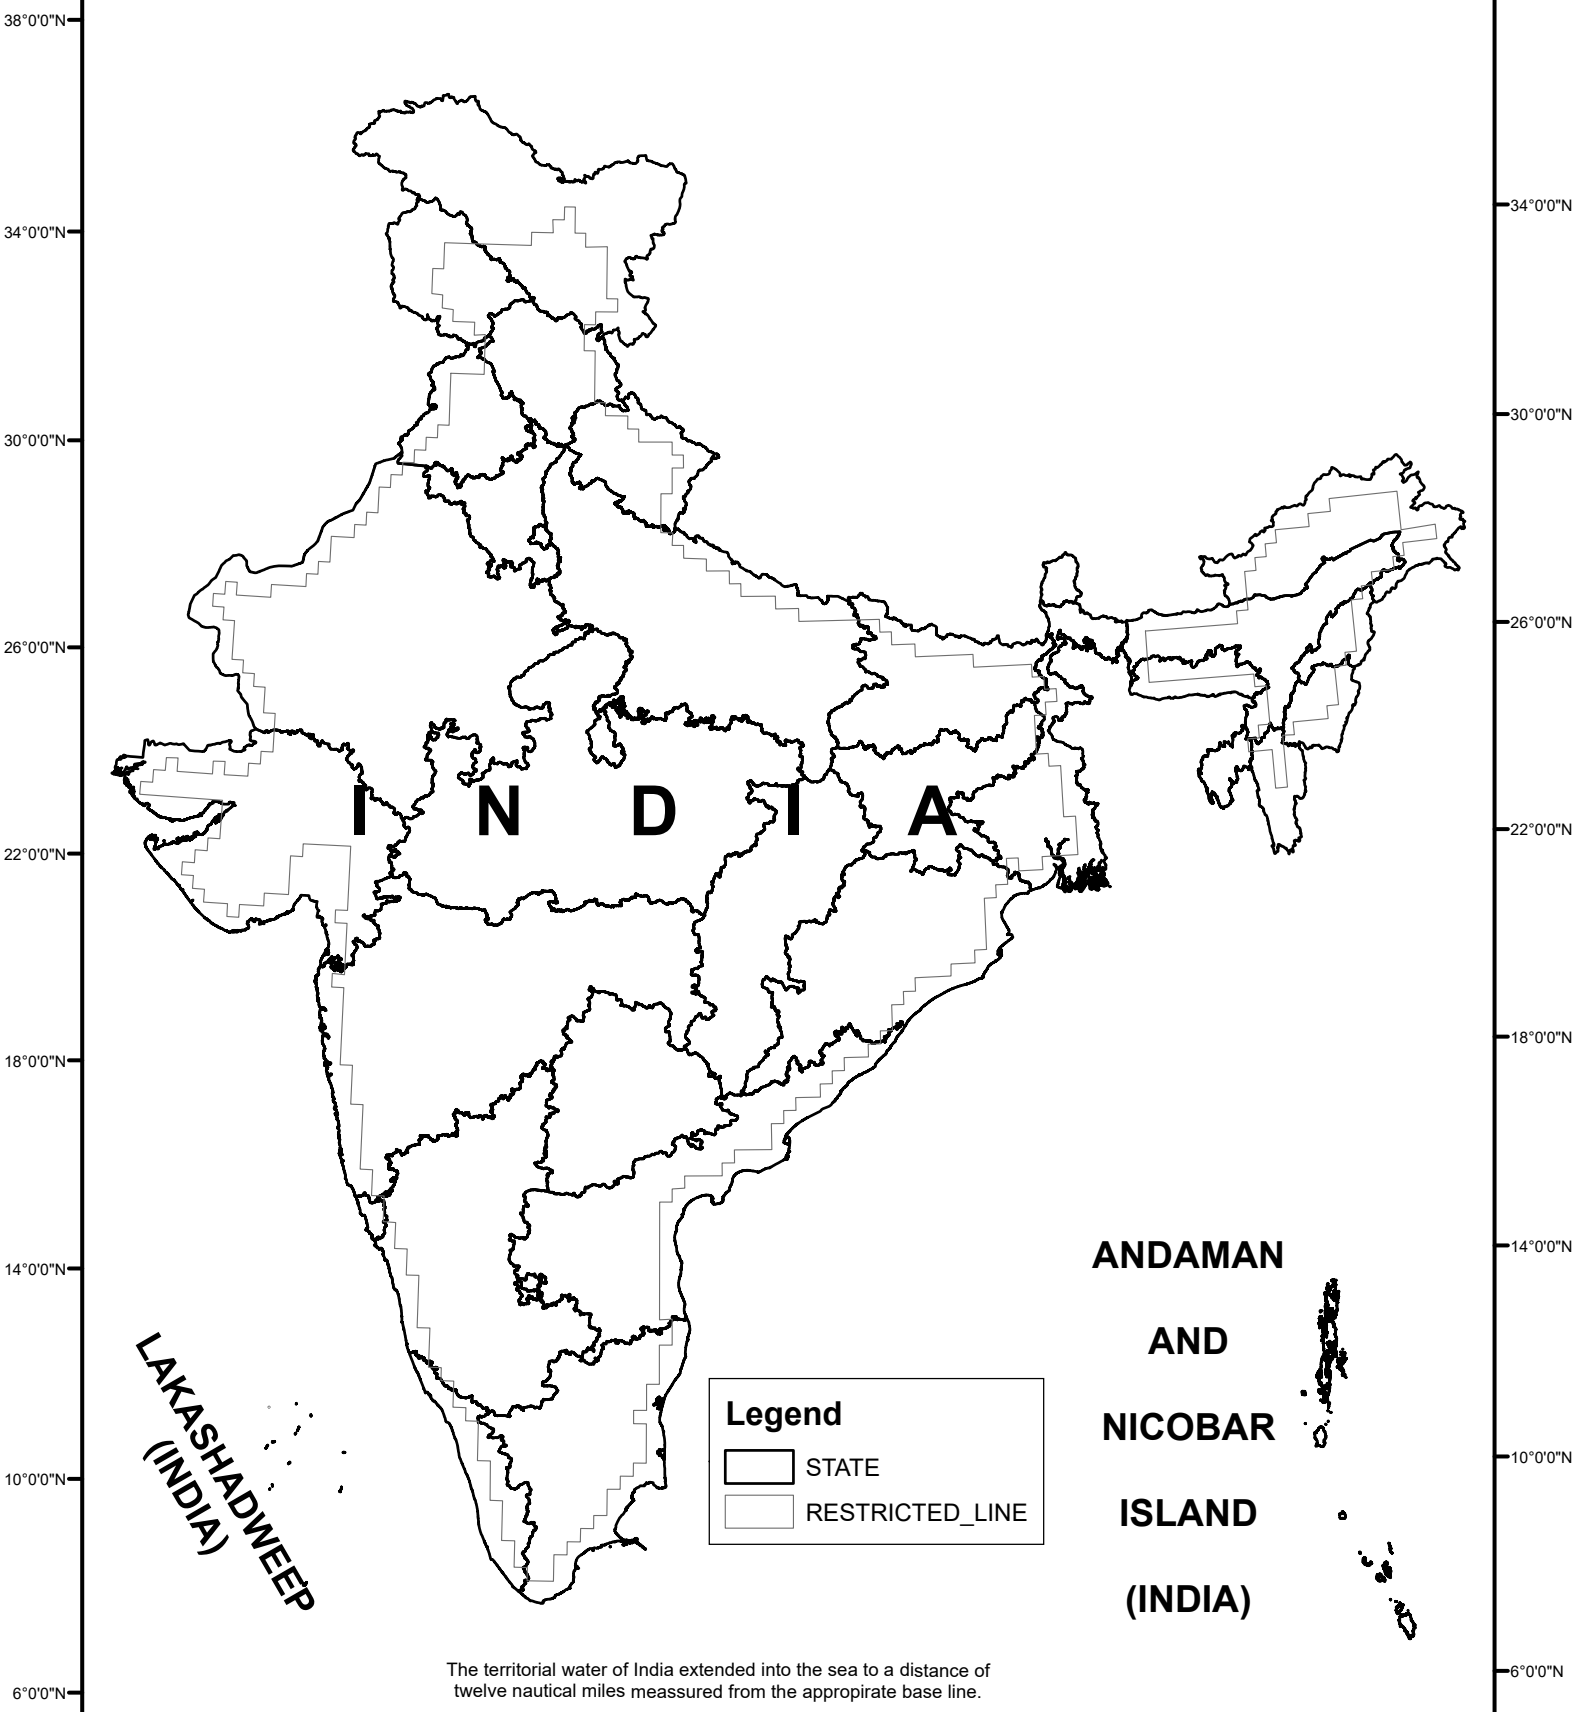 38°0'0"N
34°0'0"N
34°0'0"N
30°0'0"N
30°0'0"N
26°0'0"N
26°0'0"N
I N D I A
22°0'0"N
22°0'0"N
18°0'0"N
18°0'0"N
14°0'0"N
14°0'0"N
ANDAMAN
AND
NICOBAR
ISLAND
(INDIA)
LAKASHADWEEP
(INDIA)
Legend
STATE
RESTRICTED_LINE
10°0'0"N
10°0'0"N
6°0'0"N
6°0'0"N
The territorial water of India extended into the sea to a distance of
twelve nautical miles meassured from the appropirate base line.